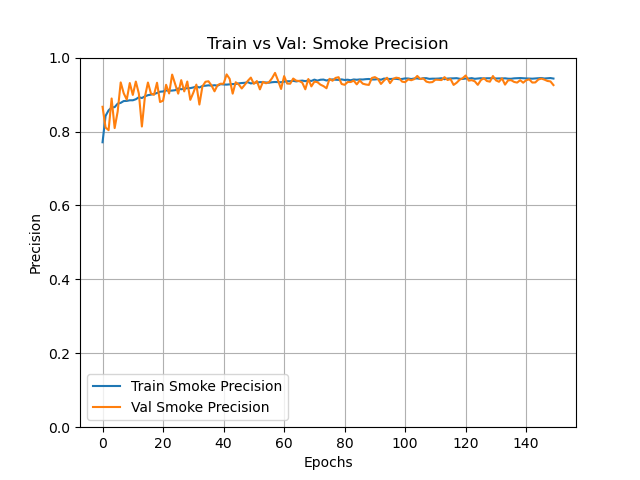 Train vs Val: Smoke Precision
1.0
0.8
0.6
0.4
0.2
0.0
Precision
Train Smoke Precision
Val Smoke Precision
0 20 40 60 80 100 120 140
Epochs